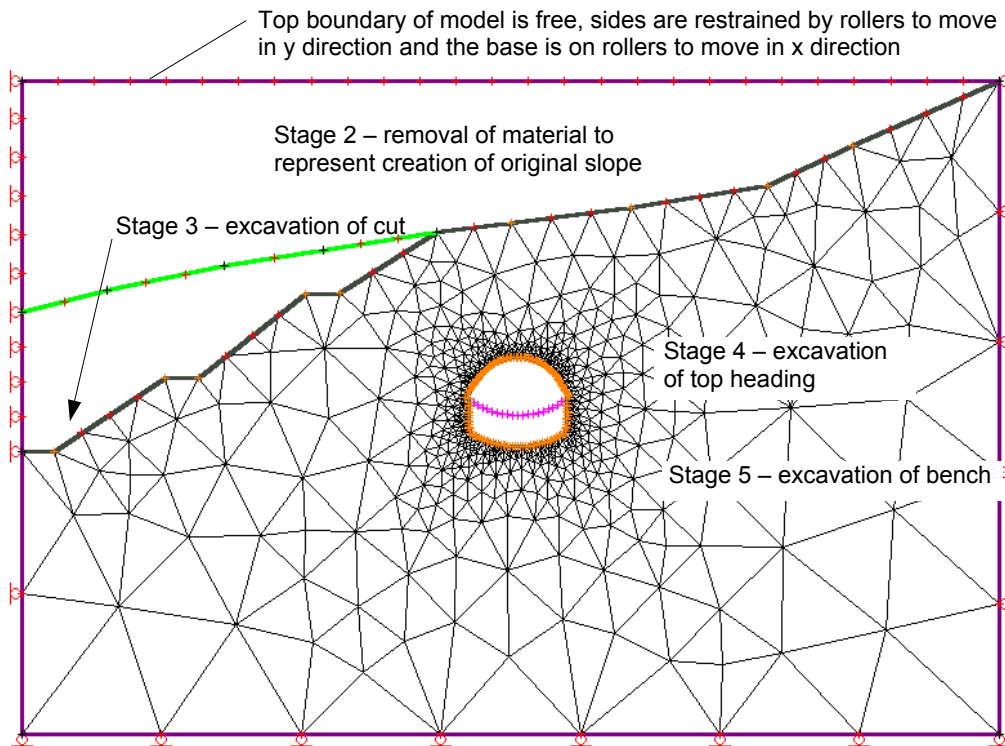 Top boundary of model is free, sides are restrained by rollers to move
in y direction and the base is on rollers to move in x direction
Stage 2 – removal of material to
represent creation of original slope
Stage 3 – excavation of cut
Stage 4 – excavation
of top heading
Stage 5 – excavation of bench